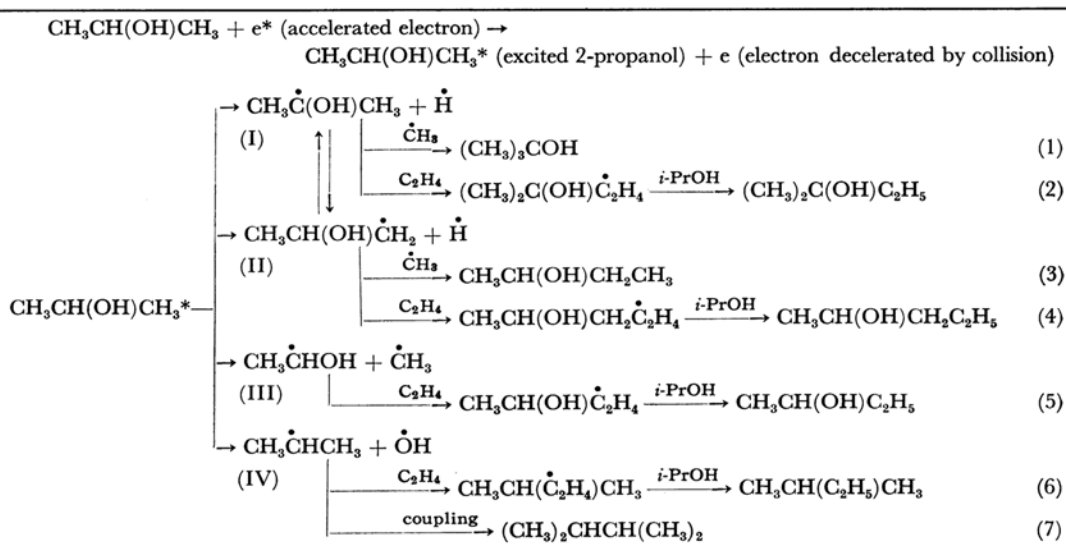 CH₃CH(OH)CH₃ + e* (accelerated electron) →
CH₃CH(OH)CH₃* (excited 2-propanol) + e (electron decelerated by collision)
→ CH₃Ċ(OH)CH₃ + Ḣ
(I)
ĊH₃ → (CH₃)₃COH (1)
C₂H₄ → (CH₃)₂C(OH)Ċ₂H₄ i-PrOH → (CH₃)₂C(OH)C₂H₅ (2)
→ CH₃CH(OH)ĊH₂ + Ḣ
(II)
ĊH₃ → CH₃CH(OH)CH₂CH₃ (3)
CH₃CH(OH)CH₃*
C₂H₄ → CH₃CH(OH)CH₂Ċ₂H₄ i-PrOH → CH₃CH(OH)CH₂C₂H₅ (4)
→ CH₃ĊHOH + ĊH₃
(III)
C₂H₄ → CH₃CH(OH)Ċ₂H₄ i-PrOH → CH₃CH(OH)C₂H₅ (5)
→ CH₃ĊHCH₃ + ȮH
(IV)
C₂H₄ → CH₃CH(Ċ₂H₄)CH₃ i-PrOH → CH₃CH(C₂H₅)CH₃ (6)
coupling → (CH₃)₂CHCH(CH₃)₂ (7)